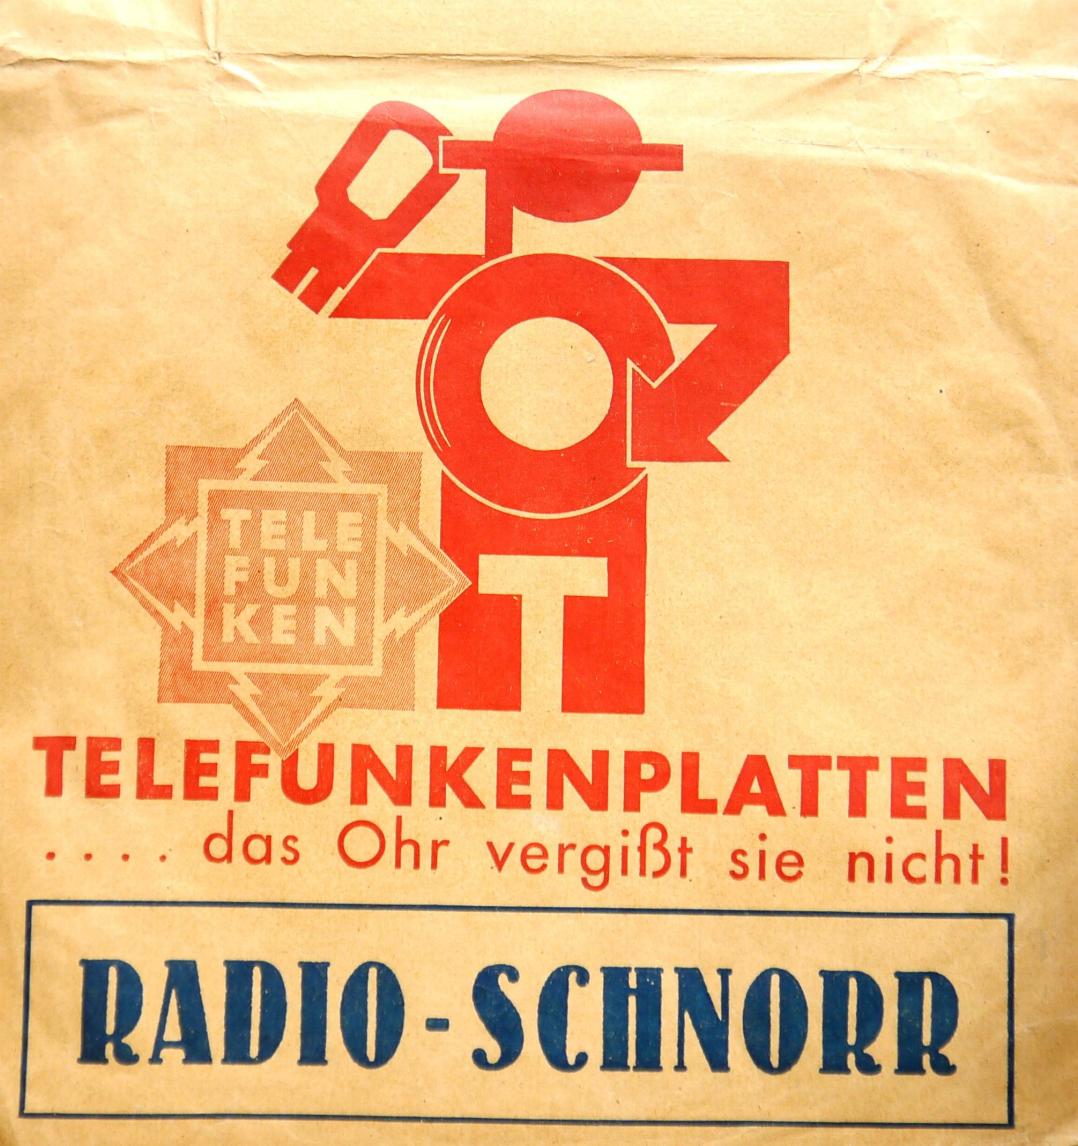 TELE
FUN
KEN
T
TELEFUNKENPLATTEN
.... das Ohr vergißt sie nicht!
RADIO-SCHNORR